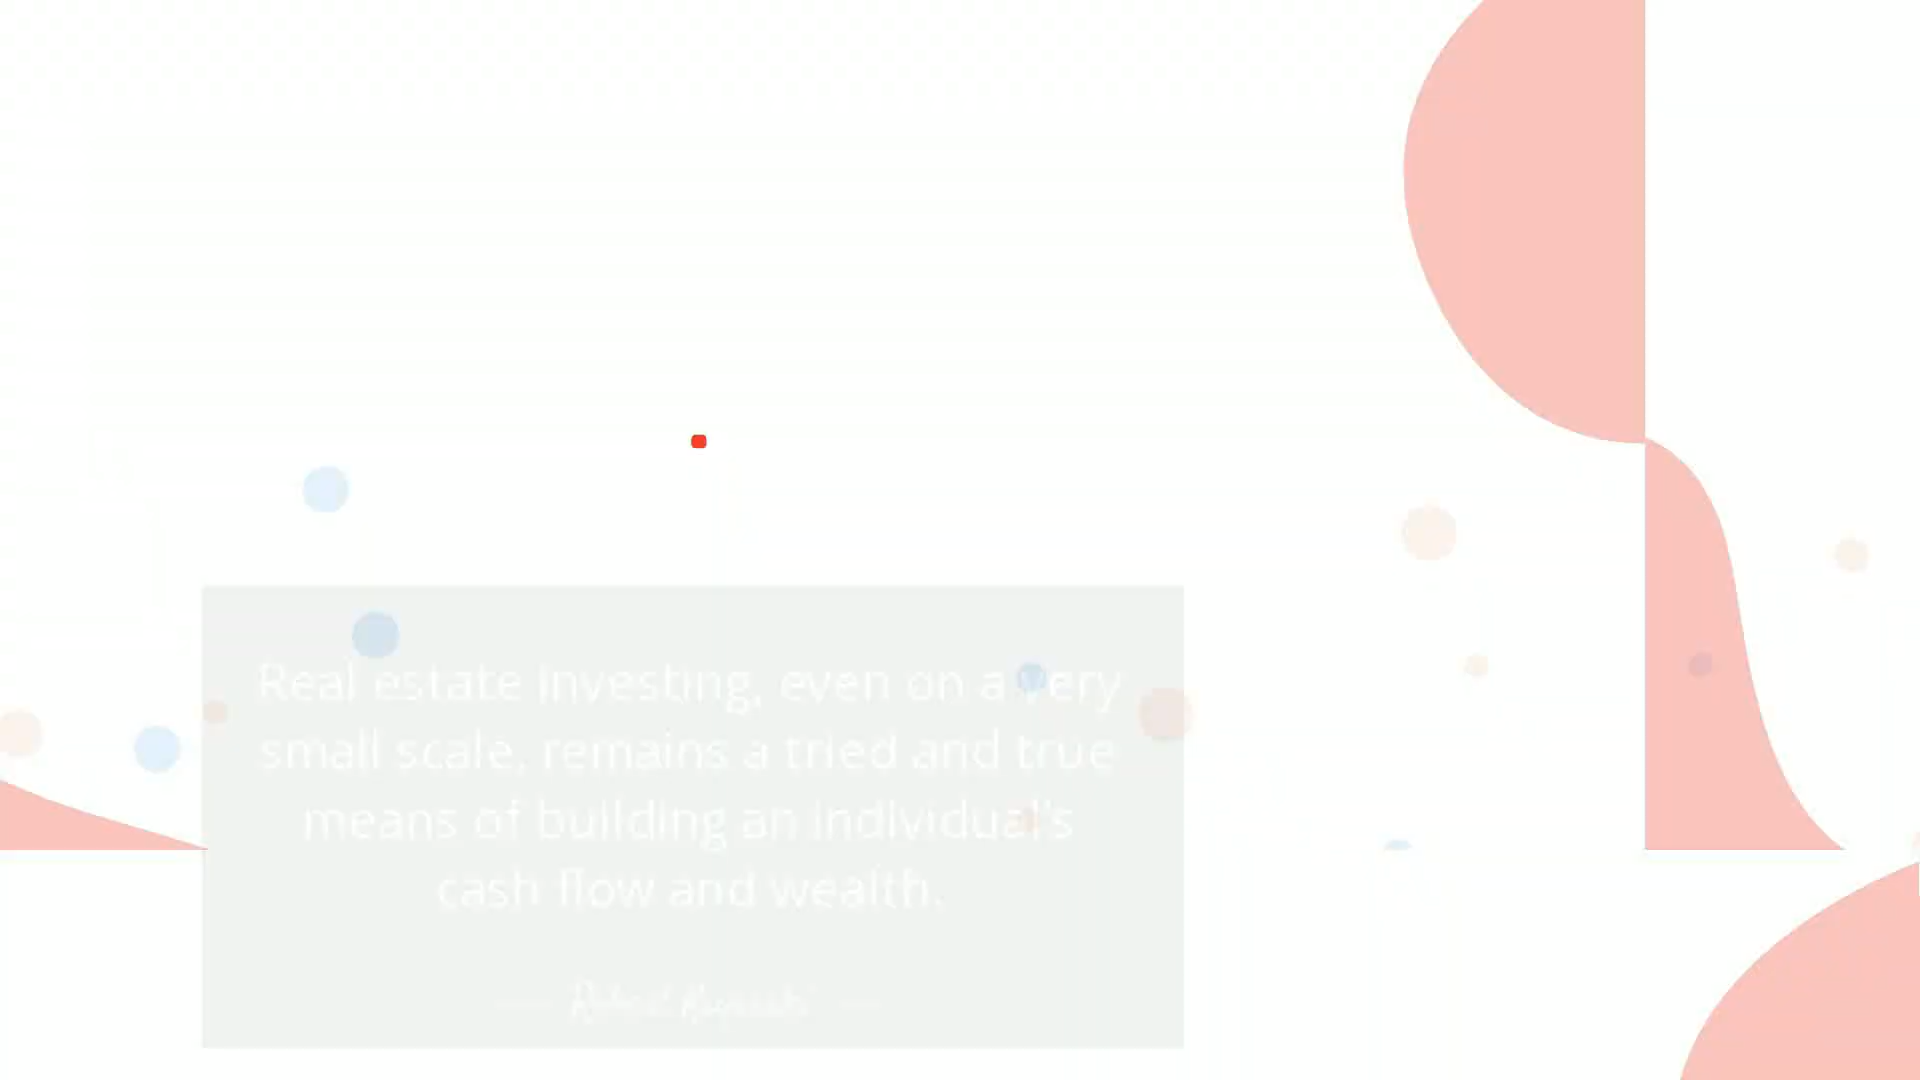 Real estate investing, even on a very
small scale, remains a tried and true
means of building an individual's
cash flow and wealth.